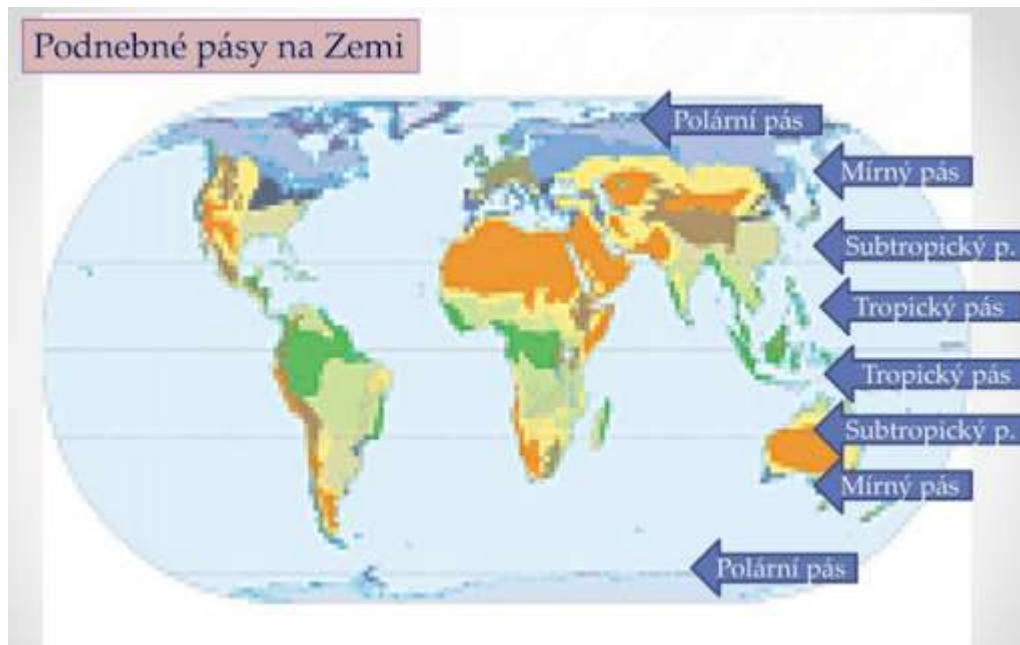 Podnebné pásy na Zemi
Polární pás
Mírný pás
Subtropický p.
Tropický pás
Tropický pás
Subtropický p.
Mírný pás
Polární pás